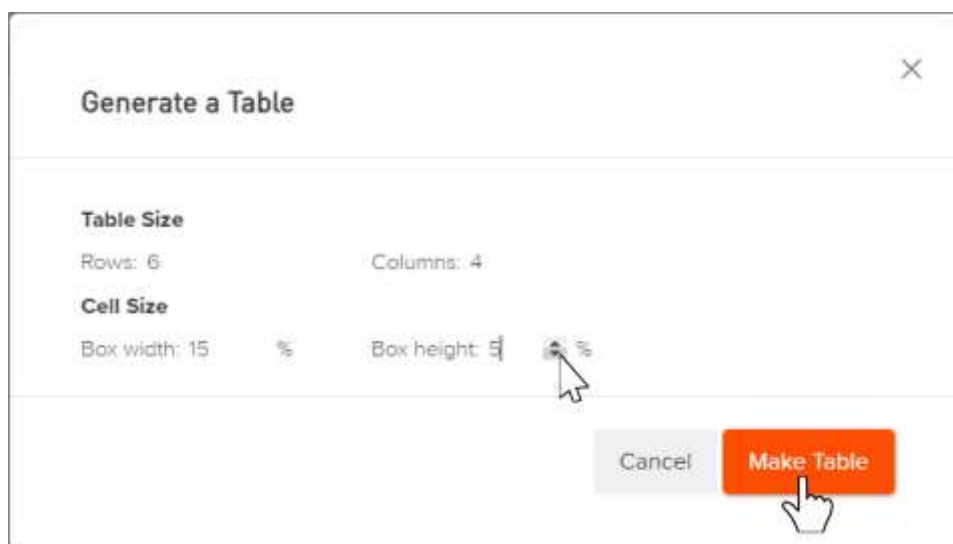 Generate a Table
Table Size
Rows: 6 Columns: 4
Cell Size
Box width: 15 % Box height: 5 %
Cancel Make Table